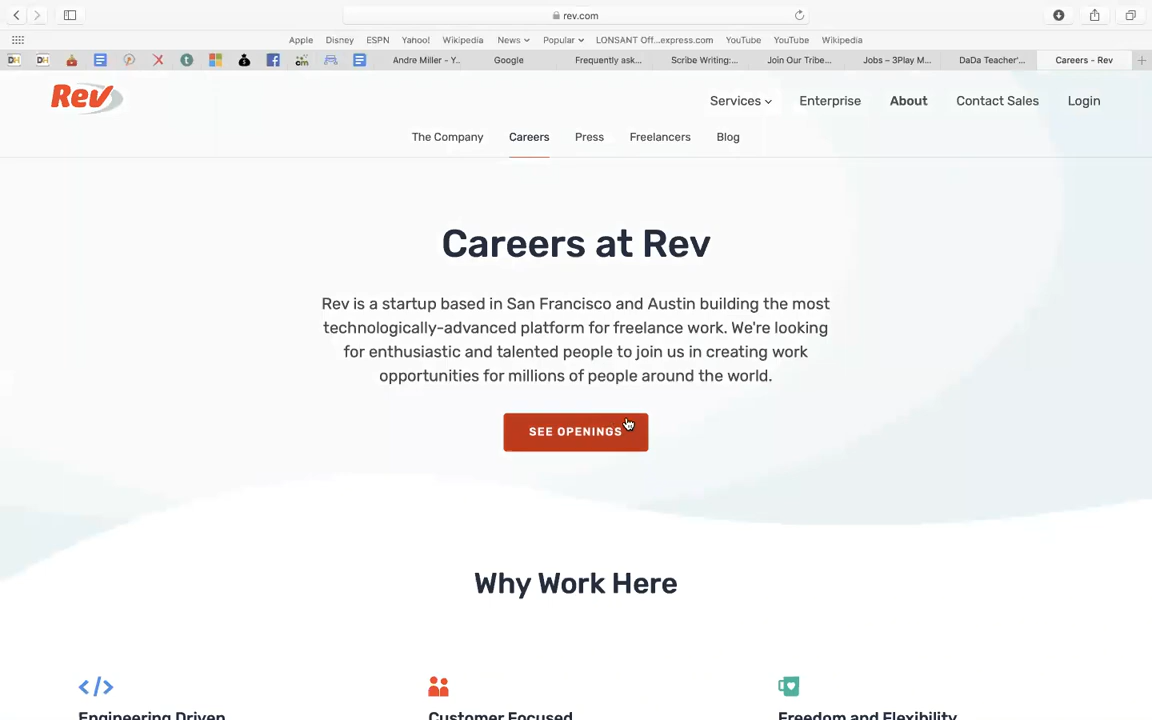 rev.com
Apple Disney ESPN Yahoo! Wikipedia News Popular LONSANT Off...express.com YouTube YouTube Wikipedia
DH DH X t f cm Andre Miller - Y... Google Frequently ask... Scribe Writing:... Join Our Tribe... Jobs – 3Play M... DaDa Teacher'... Careers - Rev
Rev Services Enterprise About Contact Sales Login
The Company Careers Press Freelancers Blog
Careers at Rev
Rev is a startup based in San Francisco and Austin building the most
technologically-advanced platform for freelance work. We're looking
for enthusiastic and talented people to join us in creating work
opportunities for millions of people around the world.
SEE OPENINGS
Why Work Here
</>
Engineering Driven Customer Focused Freedom and Flexibility